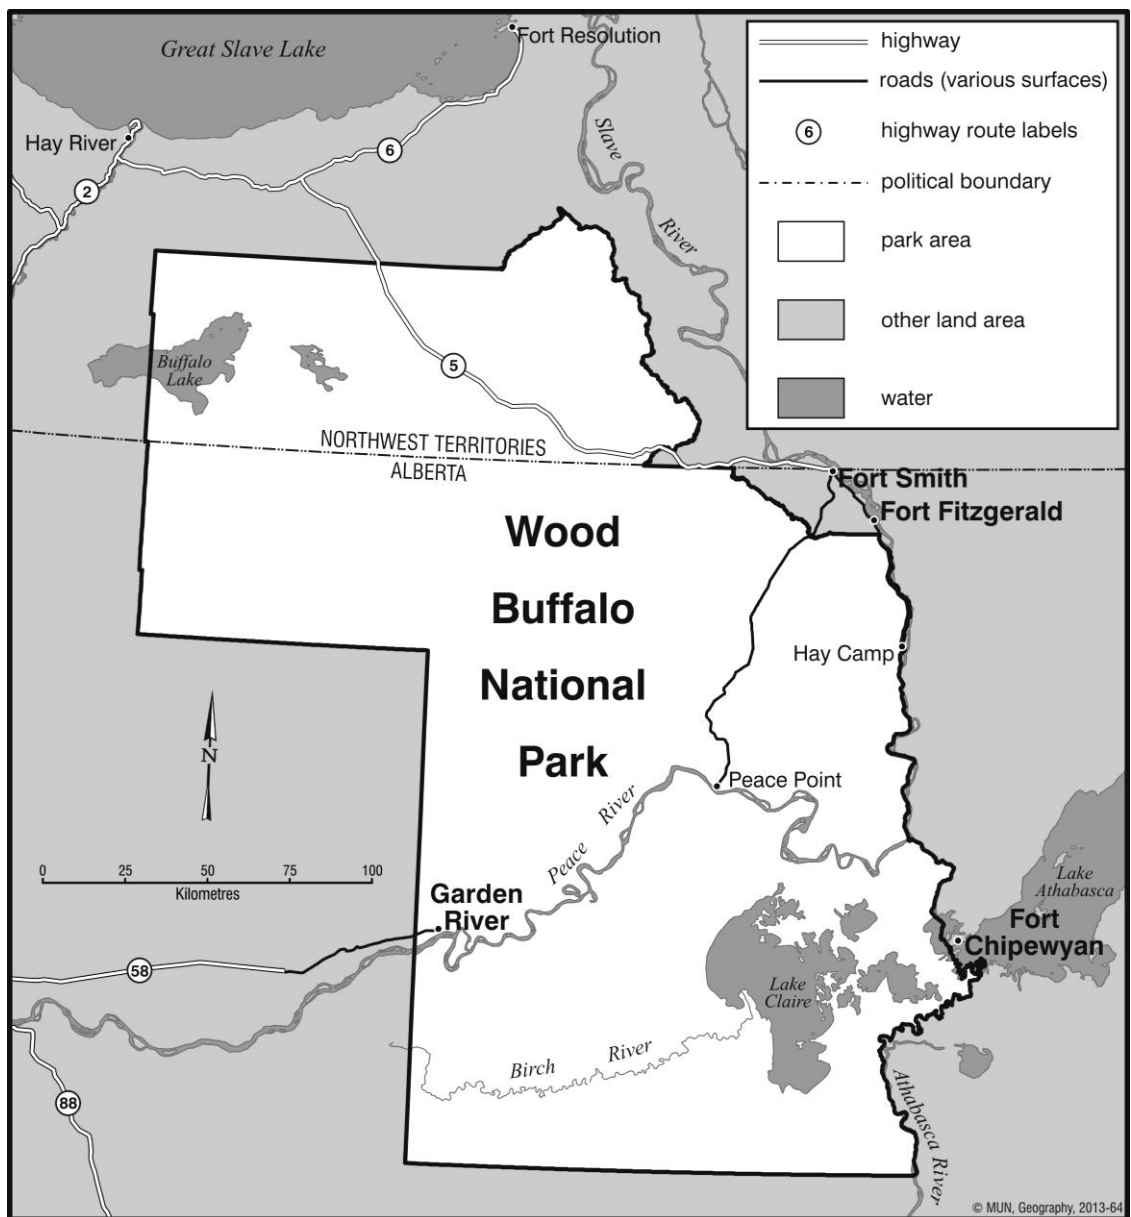 Great Slave Lake
Fort Resolution
Hay River
2
6
Slave
River
highway
roads (various surfaces)
6
highway route labels
political boundary
park area
other land area
water
Buffalo
Lake
5
NORTHWEST TERRITORIES
ALBERTA
Fort Smith
Fort Fitzgerald
Wood
Buffalo
National
Park
Hay Camp
N
Peace Point
Peace River
0 25 50 75 100
Kilometres
Garden
River
58
88
Lake
Athabasca
Fort
Chipewyan
Lake
Claire
Birch River
Athabasca River
© MUN, Geography, 2013-64